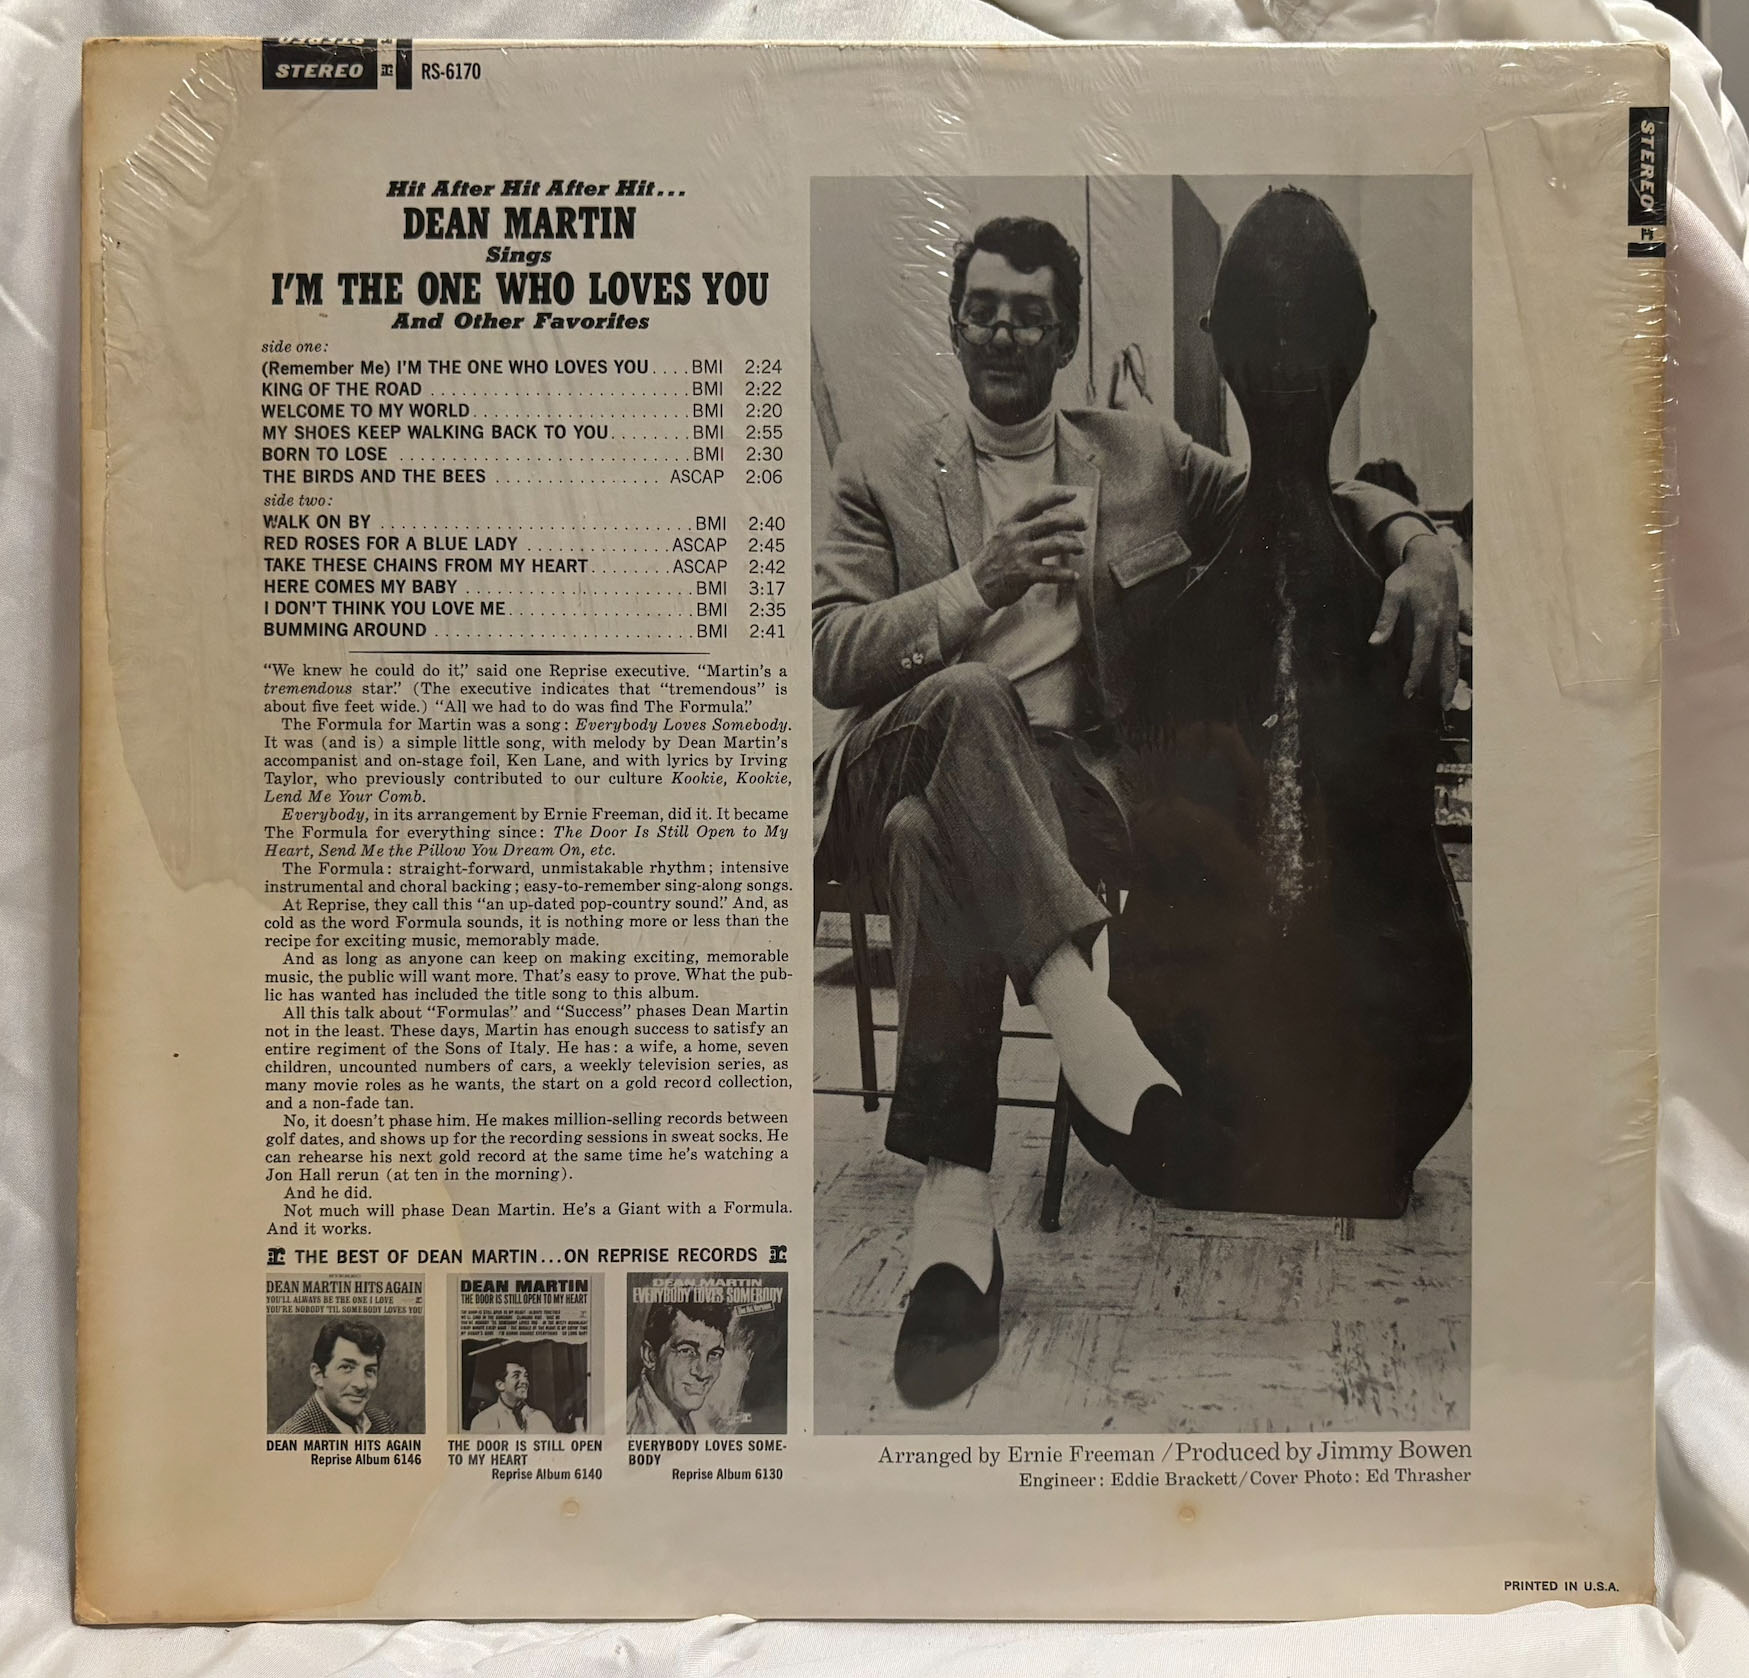 STEREO
RS-6170
STEREO
Hit After Hit After Hit...
DEAN MARTIN
Sings
I'M THE ONE WHO LOVES YOU
And Other Favorites
side one:
(Remember Me) I'M THE ONE WHO LOVES YOU .... BMI 2:24
KING OF THE ROAD ........................ BMI 2:22
WELCOME TO MY WORLD ..................... BMI 2:20
MY SHOES KEEP WALKING BACK TO YOU ........ BMI 2:55
BORN TO LOSE ............................ BMI 2:30
THE BIRDS AND THE BEES ................ ASCAP 2:06
side two:
WALK ON BY .............................. BMI 2:40
RED ROSES FOR A BLUE LADY .............. ASCAP 2:45
TAKE THESE CHAINS FROM MY HEART ........ ASCAP 2:42
HERE COMES MY BABY ...................... BMI 3:17
I DON'T THINK YOU LOVE ME .................. BMI 2:35
BUMMING AROUND ......................... BMI 2:41
"We knew he could do it," said one Reprise executive. "Martin's a
tremendous star." (The executive indicates that "tremendous" is
about five feet wide.) "All we had to do was find The Formula."
The Formula for Martin was a song: Everybody Loves Somebody.
It was (and is) a simple little song, with melody by Dean Martin's
accompanist and on-stage foil, Ken Lane, and with lyrics by Irving
Taylor, who previously contributed to our culture Kookie, Kookie,
Lend Me Your Comb.
Everybody, in its arrangement by Ernie Freeman, did it. It became
The Formula for everything since: The Door Is Still Open to My
Heart, Send Me the Pillow You Dream On, etc.
The Formula: straight-forward, unmistakable rhythm; intensive
instrumental and choral backing; easy-to-remember sing-along songs.
At Reprise, they call this "an up-dated pop-country sound." And, as
cold as the word Formula sounds, it is nothing more or less than the
recipe for exciting music, memorably made.
And as long as anyone can keep on making exciting, memorable
music, the public will want more. That's easy to prove. What the pub-
lic has wanted has included the title song to this album.
All this talk about "Formulas" and "Success" phases Dean Martin
not in the least. These days, Martin has enough success to satisfy an
entire regiment of the Sons of Italy. He has: a wife, a home, seven
children, uncounted numbers of cars, a weekly television series, as
many movie roles as he wants, the start on a gold record collection,
and a non-fade tan.
No, it doesn't phase him. He makes million-selling records between
golf dates, and shows up for the recording sessions in sweat socks. He
can rehearse his next gold record at the same time he's watching a
Jon Hall rerun (at ten in the morning).
And he did.
Not much will phase Dean Martin. He's a Giant with a Formula.
And it works.
THE BEST OF DEAN MARTIN...ON REPRISE RECORDS
DEAN MARTIN HITS AGAIN
YOU'LL ALWAYS BE THE ONE I LOVE
YOU'RE NOBODY 'TIL SOMEBODY LOVES YOU
DEAN MARTIN
THE DOOR IS STILL OPEN TO MY HEART
DEAN MARTIN
EVERYBODY LOVES SOMEBODY
DEAN MARTIN HITS AGAIN
Reprise Album 6146
THE DOOR IS STILL OPEN
TO MY HEART
Reprise Album 6140
EVERYBODY LOVES SOME-
BODY
Reprise Album 6130
Arranged by Ernie Freeman / Produced by Jimmy Bowen
Engineer: Eddie Brackett/Cover Photo: Ed Thrasher
PRINTED IN U.S.A.